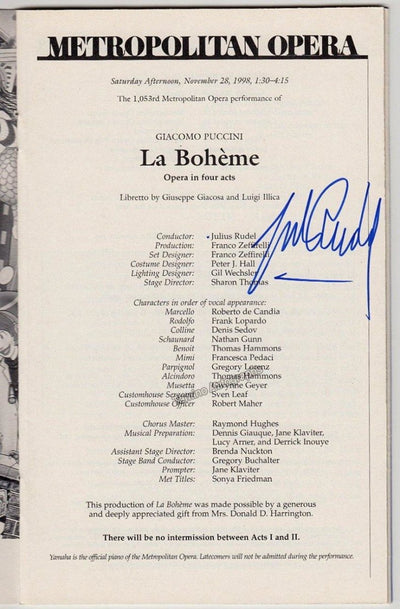 METROPOLITAN OPERA
Saturday Afternoon, November 28, 1998, 1:30–4:15
The 1,053rd Metropolitan Opera performance of
GIACOMO PUCCINI
La Bohème
Opera in four acts
Libretto by Giuseppe Giacosa and Luigi Illica
Conductor: Julius Rudel
Production: Franco Zeffirelli
Set Designer: Franco Zeffirelli
Costume Designer: Peter J. Hall
Lighting Designer: Gil Wechsler
Stage Director: Sharon Thomas
Characters in order of vocal appearance:
Marcello Roberto de Candia
Rodolfo Frank Lopardo
Colline Denis Sedov
Schaunard Nathan Gunn
Benoit Thomas Hammons
Mimi Francesca Pedaci
Parpignol Gregory Lorenz
Alcindoro Thomas Hammons
Musetta Gwynne Geyer
Customhouse Sergeant Sven Leaf
Customhouse Officer Robert Maher
Chorus Master: Raymond Hughes
Musical Preparation: Dennis Giauque, Jane Klaviter,
Lucy Arner, and Derrick Inouye
Assistant Stage Director: Brenda Nuckton
Stage Band Conductor: Gregory Buchalter
Prompter: Jane Klaviter
Met Titles: Sonya Friedman
This production of La Bohème was made possible by a generous
and deeply appreciated gift from Mrs. Donald D. Harrington.
There will be no intermission between Acts I and II.
Yamaha is the official piano of the Metropolitan Opera. Latecomers will not be admitted during the performance.